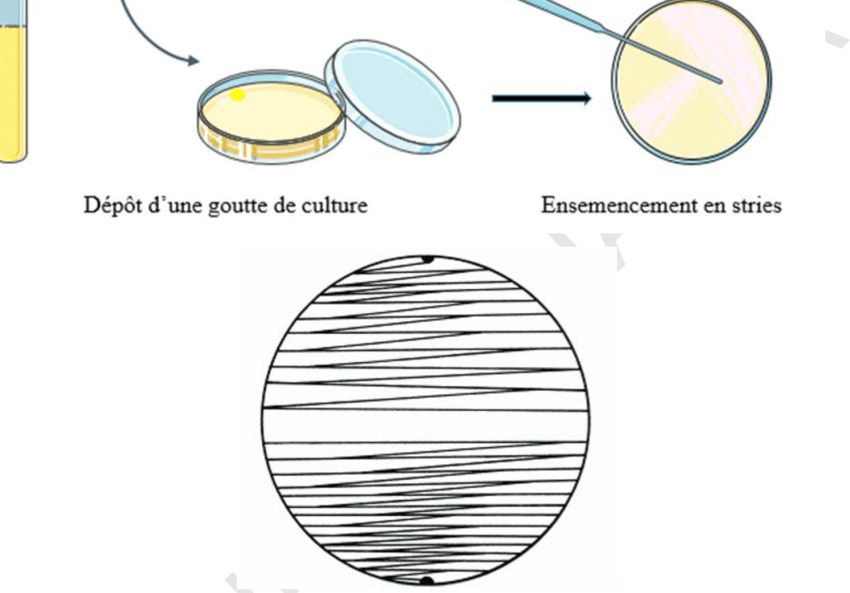 Dépôt d'une goutte de culture
Ensemencement en stries